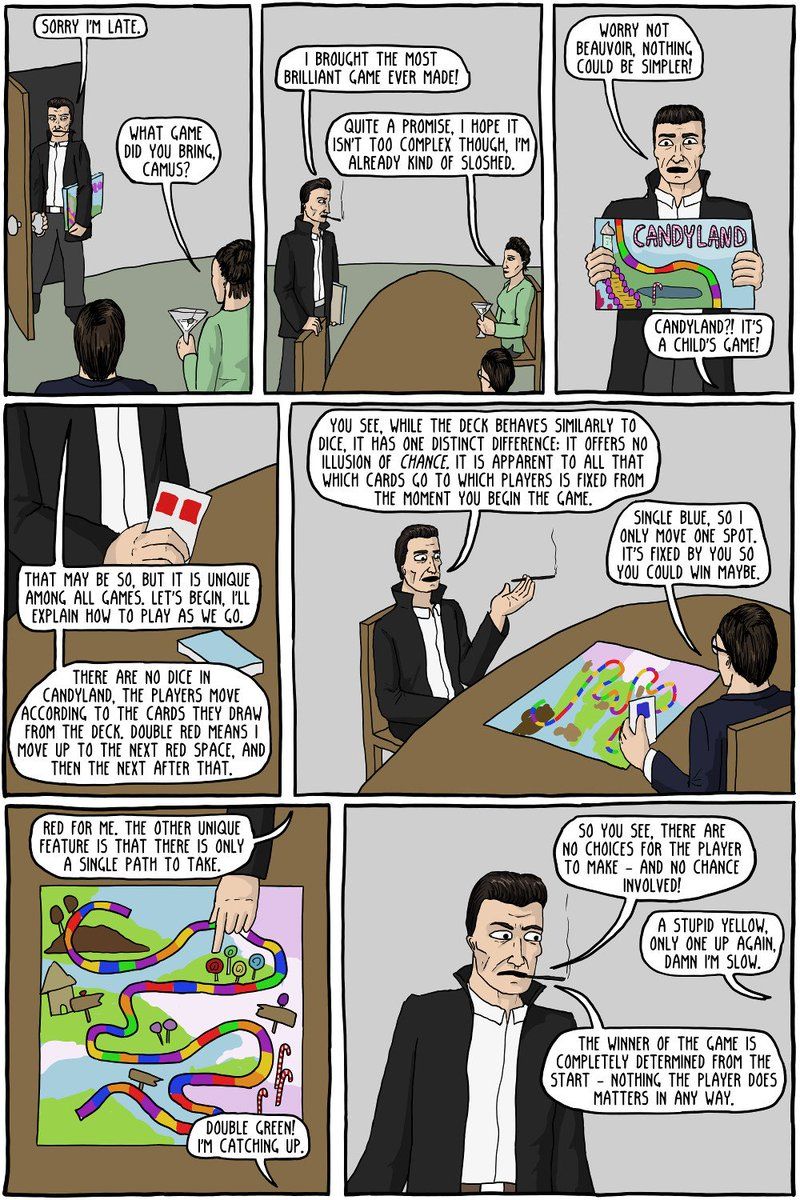 SORRY I'M LATE.
WHAT GAME
DID YOU BRING,
CAMUS?
I BROUGHT THE MOST
BRILLIANT GAME EVER MADE!
QUITE A PROMISE, I HOPE IT
ISN'T TOO COMPLEX THOUGH, I'M
ALREADY KIND OF SLOSHED.
WORRY NOT
BEAUVOIR, NOTHING
COULD BE SIMPLER!
CANDYLAND
CANDYLAND?! IT'S
A CHILD'S GAME!
THAT MAY BE SO, BUT IT IS UNIQUE
AMONG ALL GAMES. LET'S BEGIN, I'LL
EXPLAIN HOW TO PLAY AS WE GO.
THERE ARE NO DICE IN
CANDYLAND, THE PLAYERS MOVE
ACCORDING TO THE CARDS THEY DRAW
FROM THE DECK. DOUBLE RED MEANS I
MOVE UP TO THE NEXT RED SPACE, AND
THEN THE NEXT AFTER THAT.
YOU SEE, WHILE THE DECK BEHAVES SIMILARLY TO
DICE, IT HAS ONE DISTINCT DIFFERENCE: IT OFFERS NO
ILLUSION OF CHANCE. IT IS APPARENT TO ALL THAT
WHICH CARDS GO TO WHICH PLAYERS IS FIXED FROM
THE MOMENT YOU BEGIN THE GAME.
SINGLE BLUE, SO I
ONLY MOVE ONE SPOT.
IT'S FIXED BY YOU SO
YOU COULD WIN MAYBE.
RED FOR ME. THE OTHER UNIQUE
FEATURE IS THAT THERE IS ONLY
A SINGLE PATH TO TAKE.
DOUBLE GREEN!
I'M CATCHING UP.
SO YOU SEE, THERE ARE
NO CHOICES FOR THE PLAYER
TO MAKE - AND NO CHANCE
INVOLVED!
A STUPID YELLOW,
ONLY ONE UP AGAIN,
DAMN I'M SLOW.
THE WINNER OF THE GAME IS
COMPLETELY DETERMINED FROM THE
START - NOTHING THE PLAYER DOES
MATTERS IN ANY WAY.